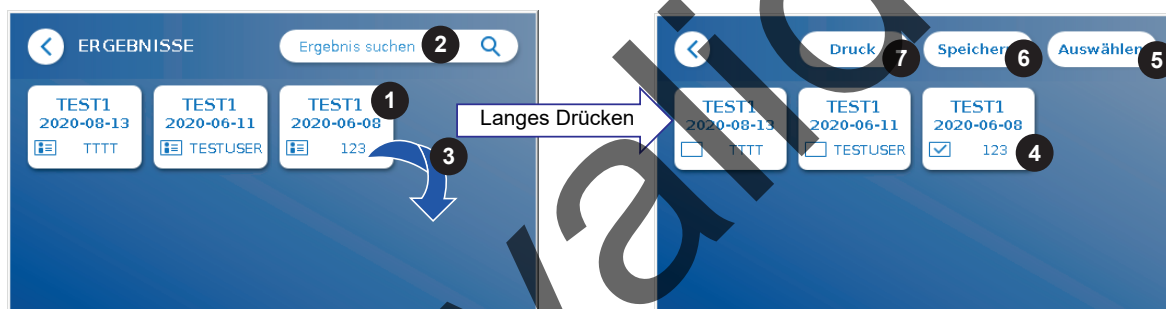 ERGEBNISSE
Ergebnis suchen
2
TEST1
2020-08-13
TTTT
TEST1
2020-06-11
TESTUSER
TEST1
2020-06-08
123
1
3
Langes Drücken
Druck
7
Speichern
6
Auswählen
5
TEST1
2020-08-13
TTTT
TEST1
2020-06-11
TESTUSER
TEST1
2020-06-08
123
4